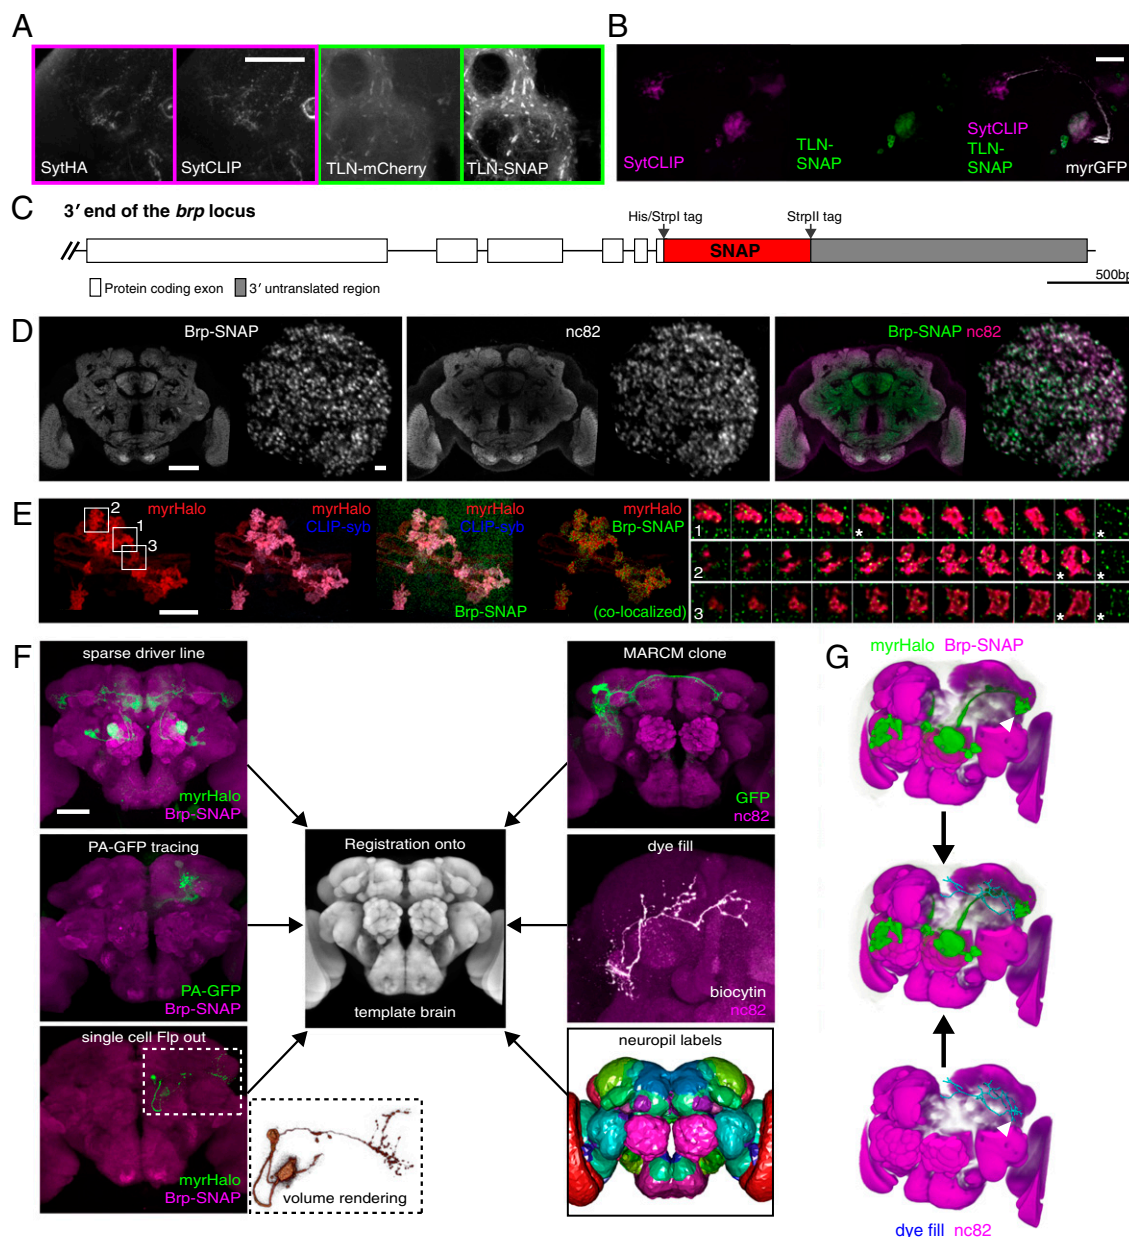 A
SytHA
SytCLIP
TLN-mCherry
TLN-SNAP
B
SytCLIP
TLN-
SNAP
SytCLIP
TLN-
SNAP
myrGFP
C
3′ end of the brp locus
His/StrpI tag
StrpII tag
SNAP
Protein coding exon
3′ untranslated region
500bp
D
Brp-SNAP
nc82
Brp-SNAP nc82
E
2
1
3
myrHalo
myrHalo
CLIP-syb
myrHalo
CLIP-syb
Brp-SNAP
myrHalo
Brp-SNAP
(co-localized)
1
*
*
2
*
*
3
*
*
F
sparse driver line
myrHalo
Brp-SNAP
MARCM clone
GFP
nc82
PA-GFP tracing
PA-GFP
Brp-SNAP
Registration onto
template brain
dye fill
biocytin
nc82
single cell Flp out
myrHalo
Brp-SNAP
volume rendering
neuropil labels
G
myrHalo Brp-SNAP
dye fill nc82